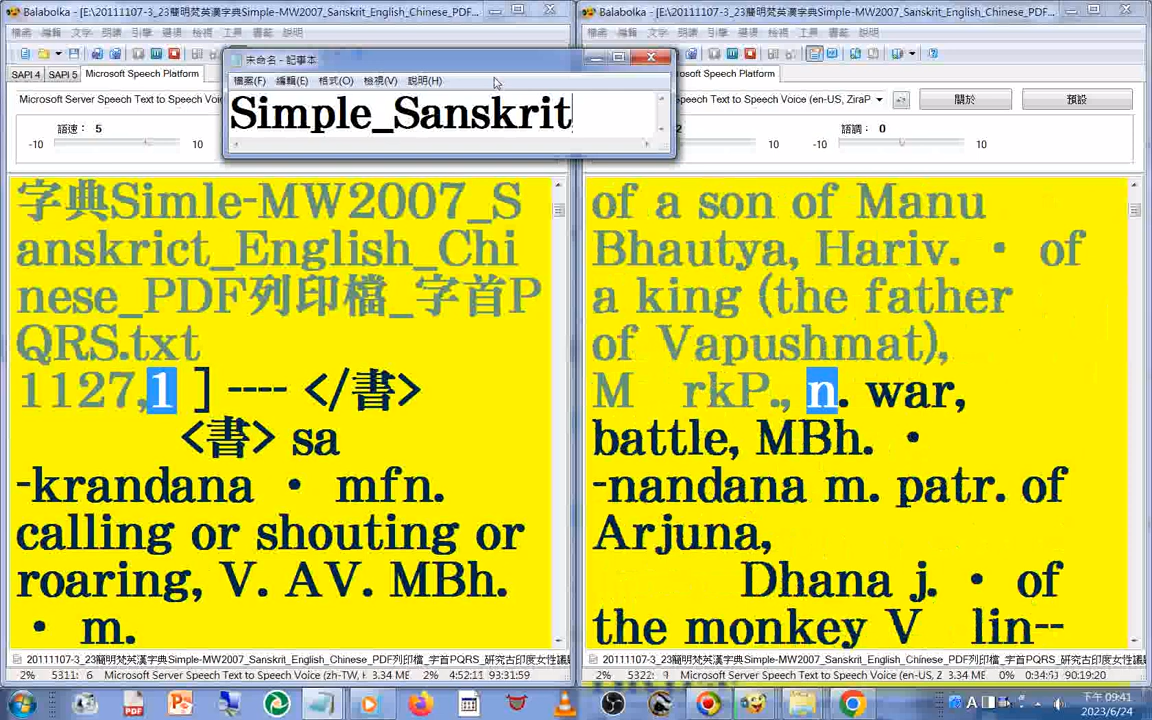 Balabolka - [E:\20111107-3_23簡明梵英漢字典Simple-MW2007_Sanskrit_English_Chinese_PDF...
檔案 編輯 文字 朗讀 引擎 發音 檢視
SAPI 4 SAPI 5 Microsoft Speech Platform
Microsoft Server Speech Text to Speech Voice
語速： 5
-10 10
未命名 - 記事本
檔案(F) 編輯(E) 格式(O) 檢視(V) 說明(H)
Simple_Sanskrit
字典Simle-MW2007_S
anskrict_English_Chi
nese_PDF列印檔_字首P
QRS.txt
1127,1 ] ---- </書>
<書> sa
-krandana • mfn.
calling or shouting or
roaring, V. AV. MBh.
• m.
20111107-3_23簡明梵英漢字典Simple-MW2007_Sanskrit_English_Chinese_PDF列印檔_字首PQRS_研究古印度女性議題
2% 5311: 6 Microsoft Server Speech Text to Speech Voice (zh-TW, H 3.34 ME 2% 4:52:11 93:31:59
Balabolka - [E:\20111107-3_23簡明梵英漢字典Simple-MW2007_Sanskrit_English_Chinese_PDF...
Speech Platform
Speech Text to Speech Voice (en-US, ZiraP 關於 預設
2 語調： 0
10 -10 10
of a son of Manu
Bhautya, Hariv. • of
a king (the father
of Vapushmat),
M rkP., n. war,
battle, MBh. •
-nandana m. patr. of
Arjuna,
Dhana j. • of
the monkey V lin--
20111107-3_23簡明梵英漢字典Simple-MW2007_Sanskrit_English_Chinese_PDF列印檔_字首PQRS_研究古印度女性議題
2% 5322: 9 Microsoft Server Speech Text to Speech Voice (en-US, Z 3.34 ME 0% 90:19:20
下午 09:41
2023/6/24